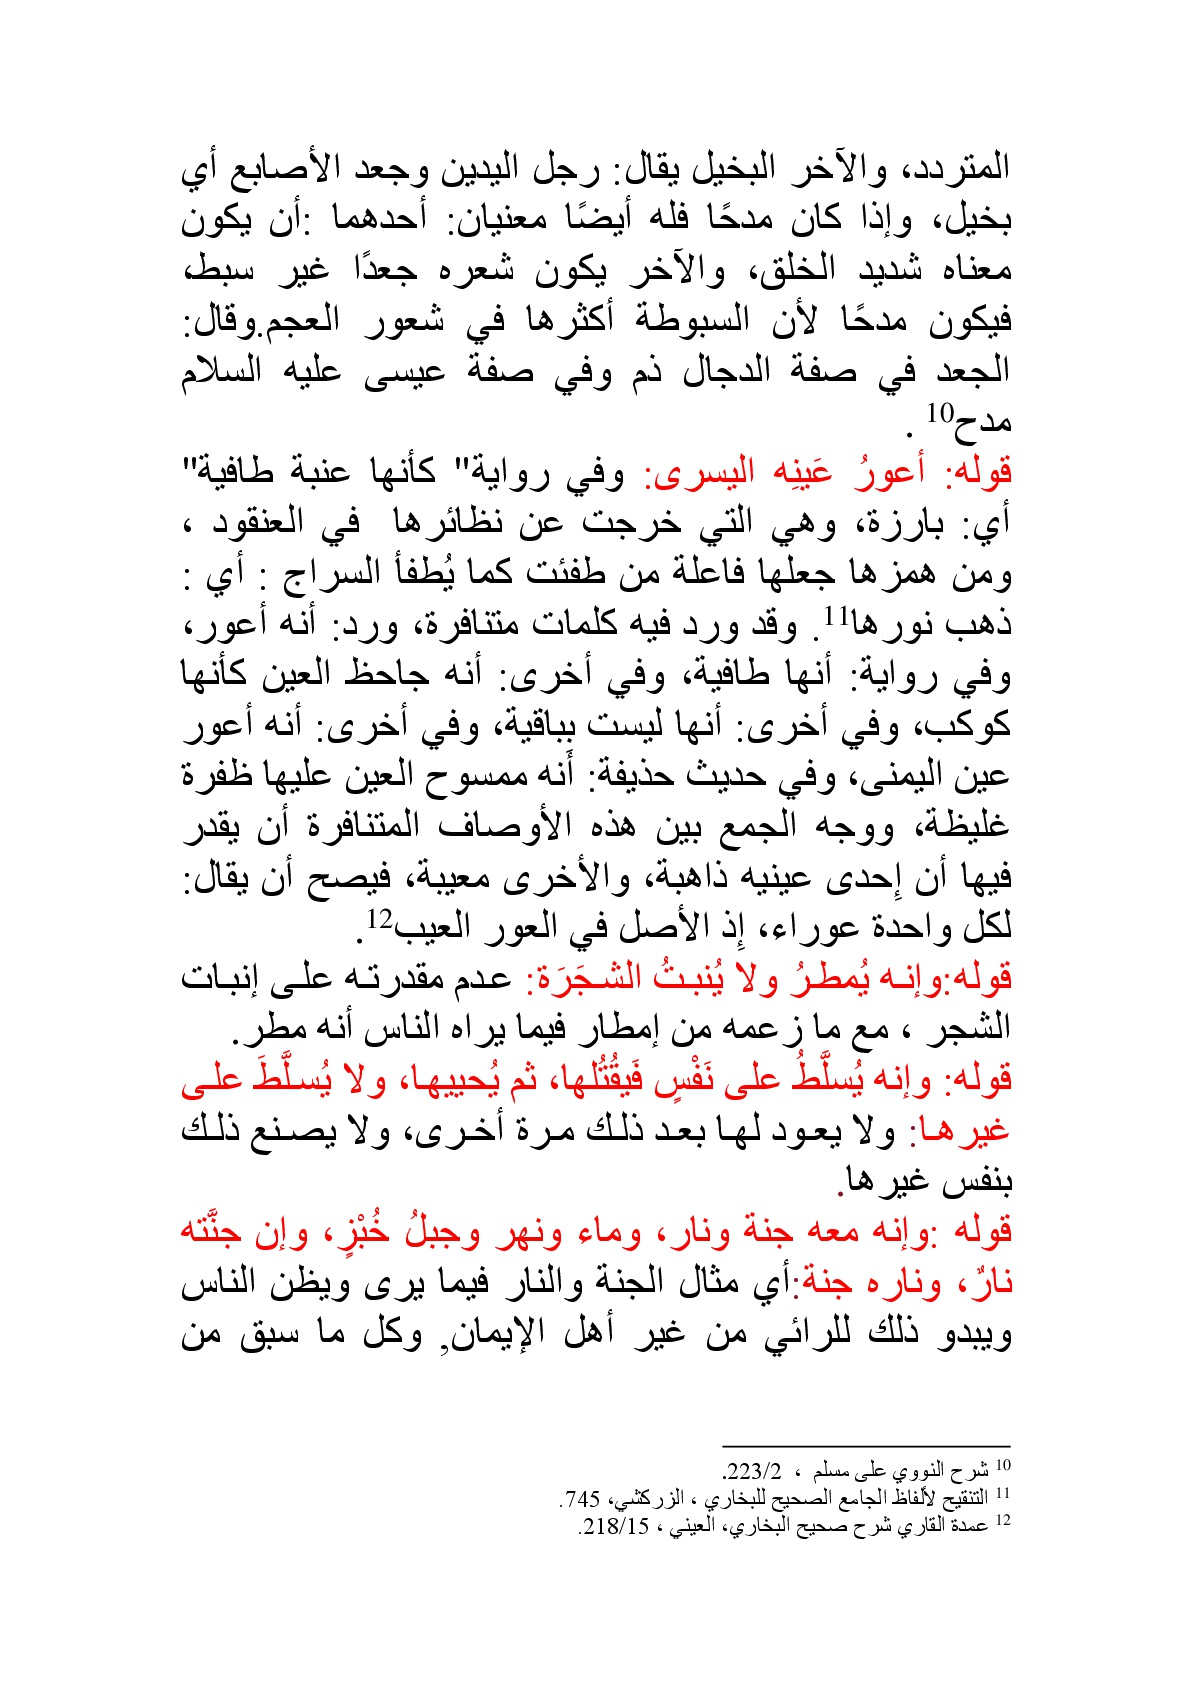 المتردد، والآخر البخيل يقال: رجل اليدين وجعد الأصابع أي
بخيل، وإذا كان مدحًا فله أيضًا معنيان: أحدهما :أن يكون
معناه شديد الخلق، والآخر يكون شعره جعدًا غير سبط،
فيكون مدحًا لأن السبوطة أكثرها في شعور العجم.وقال:
الجعد في صفة الدجال ذم وفي صفة عيسى عليه السلام
مدح10 .
قوله: أعورُ عَينِه اليسرى: وفي رواية" كأنها عنبة طافية"
أي: بارزة، وهي التي خرجت عن نظائرها في العنقود ،
ومن همزها جعلها فاعلة من طفئت كما يُطفأ السراج : أي :
ذهب نورها11. وقد ورد فيه كلمات متنافرة، ورد: أنه أعور،
وفي رواية: أنها طافية، وفي أخرى: أنه جاحظ العين كأنها
كوكب، وفي أخرى: أنها ليست بباقية، وفي أخرى: أنه أعور
عين اليمنى، وفي حديث حذيفة: أَنه ممسوح العين عليها ظفرة
غليظة، ووجه الجمع بين هذه الأوصاف المتنافرة أن يقدر
فيها أن إِحدى عينيه ذاهبة، والأخرى معيبة، فيصح أن يقال:
لكل واحدة عوراء، إِذ الأصل في العور العيب12.
قوله:وإنه يُمطرُ ولا يُنبتُ الشجَرَة: عدم مقدرته على إنبات
الشجر ، مع ما زعمه من إمطار فيما يراه الناس أنه مطر.
قوله: وإنه يُسلَّطُ على نَفْسٍ فَيقُتُلها، ثم يُحييها، ولا يُسلَّطَ على
غيرها: ولا يعود لها بعد ذلك مرة أخرى، ولا يصنع ذلك
بنفس غيرها.
قوله :وإنه معه جنة ونار، وماء ونهر وجبلُ خُبْزٍ، وإن جنَّته
نارٌ، وناره جنة:أي مثال الجنة والنار فيما يرى ويظن الناس
ويبدو ذلك للرائي من غير أهل الإيمان, وكل ما سبق من
10 شرح النووي على مسلم ، 223/2.
11 التنقيح لألفاظ الجامع الصحيح للبخاري ، الزركشي، 745.
12 عمدة القاري شرح صحيح البخاري، العيني ، 218/15.